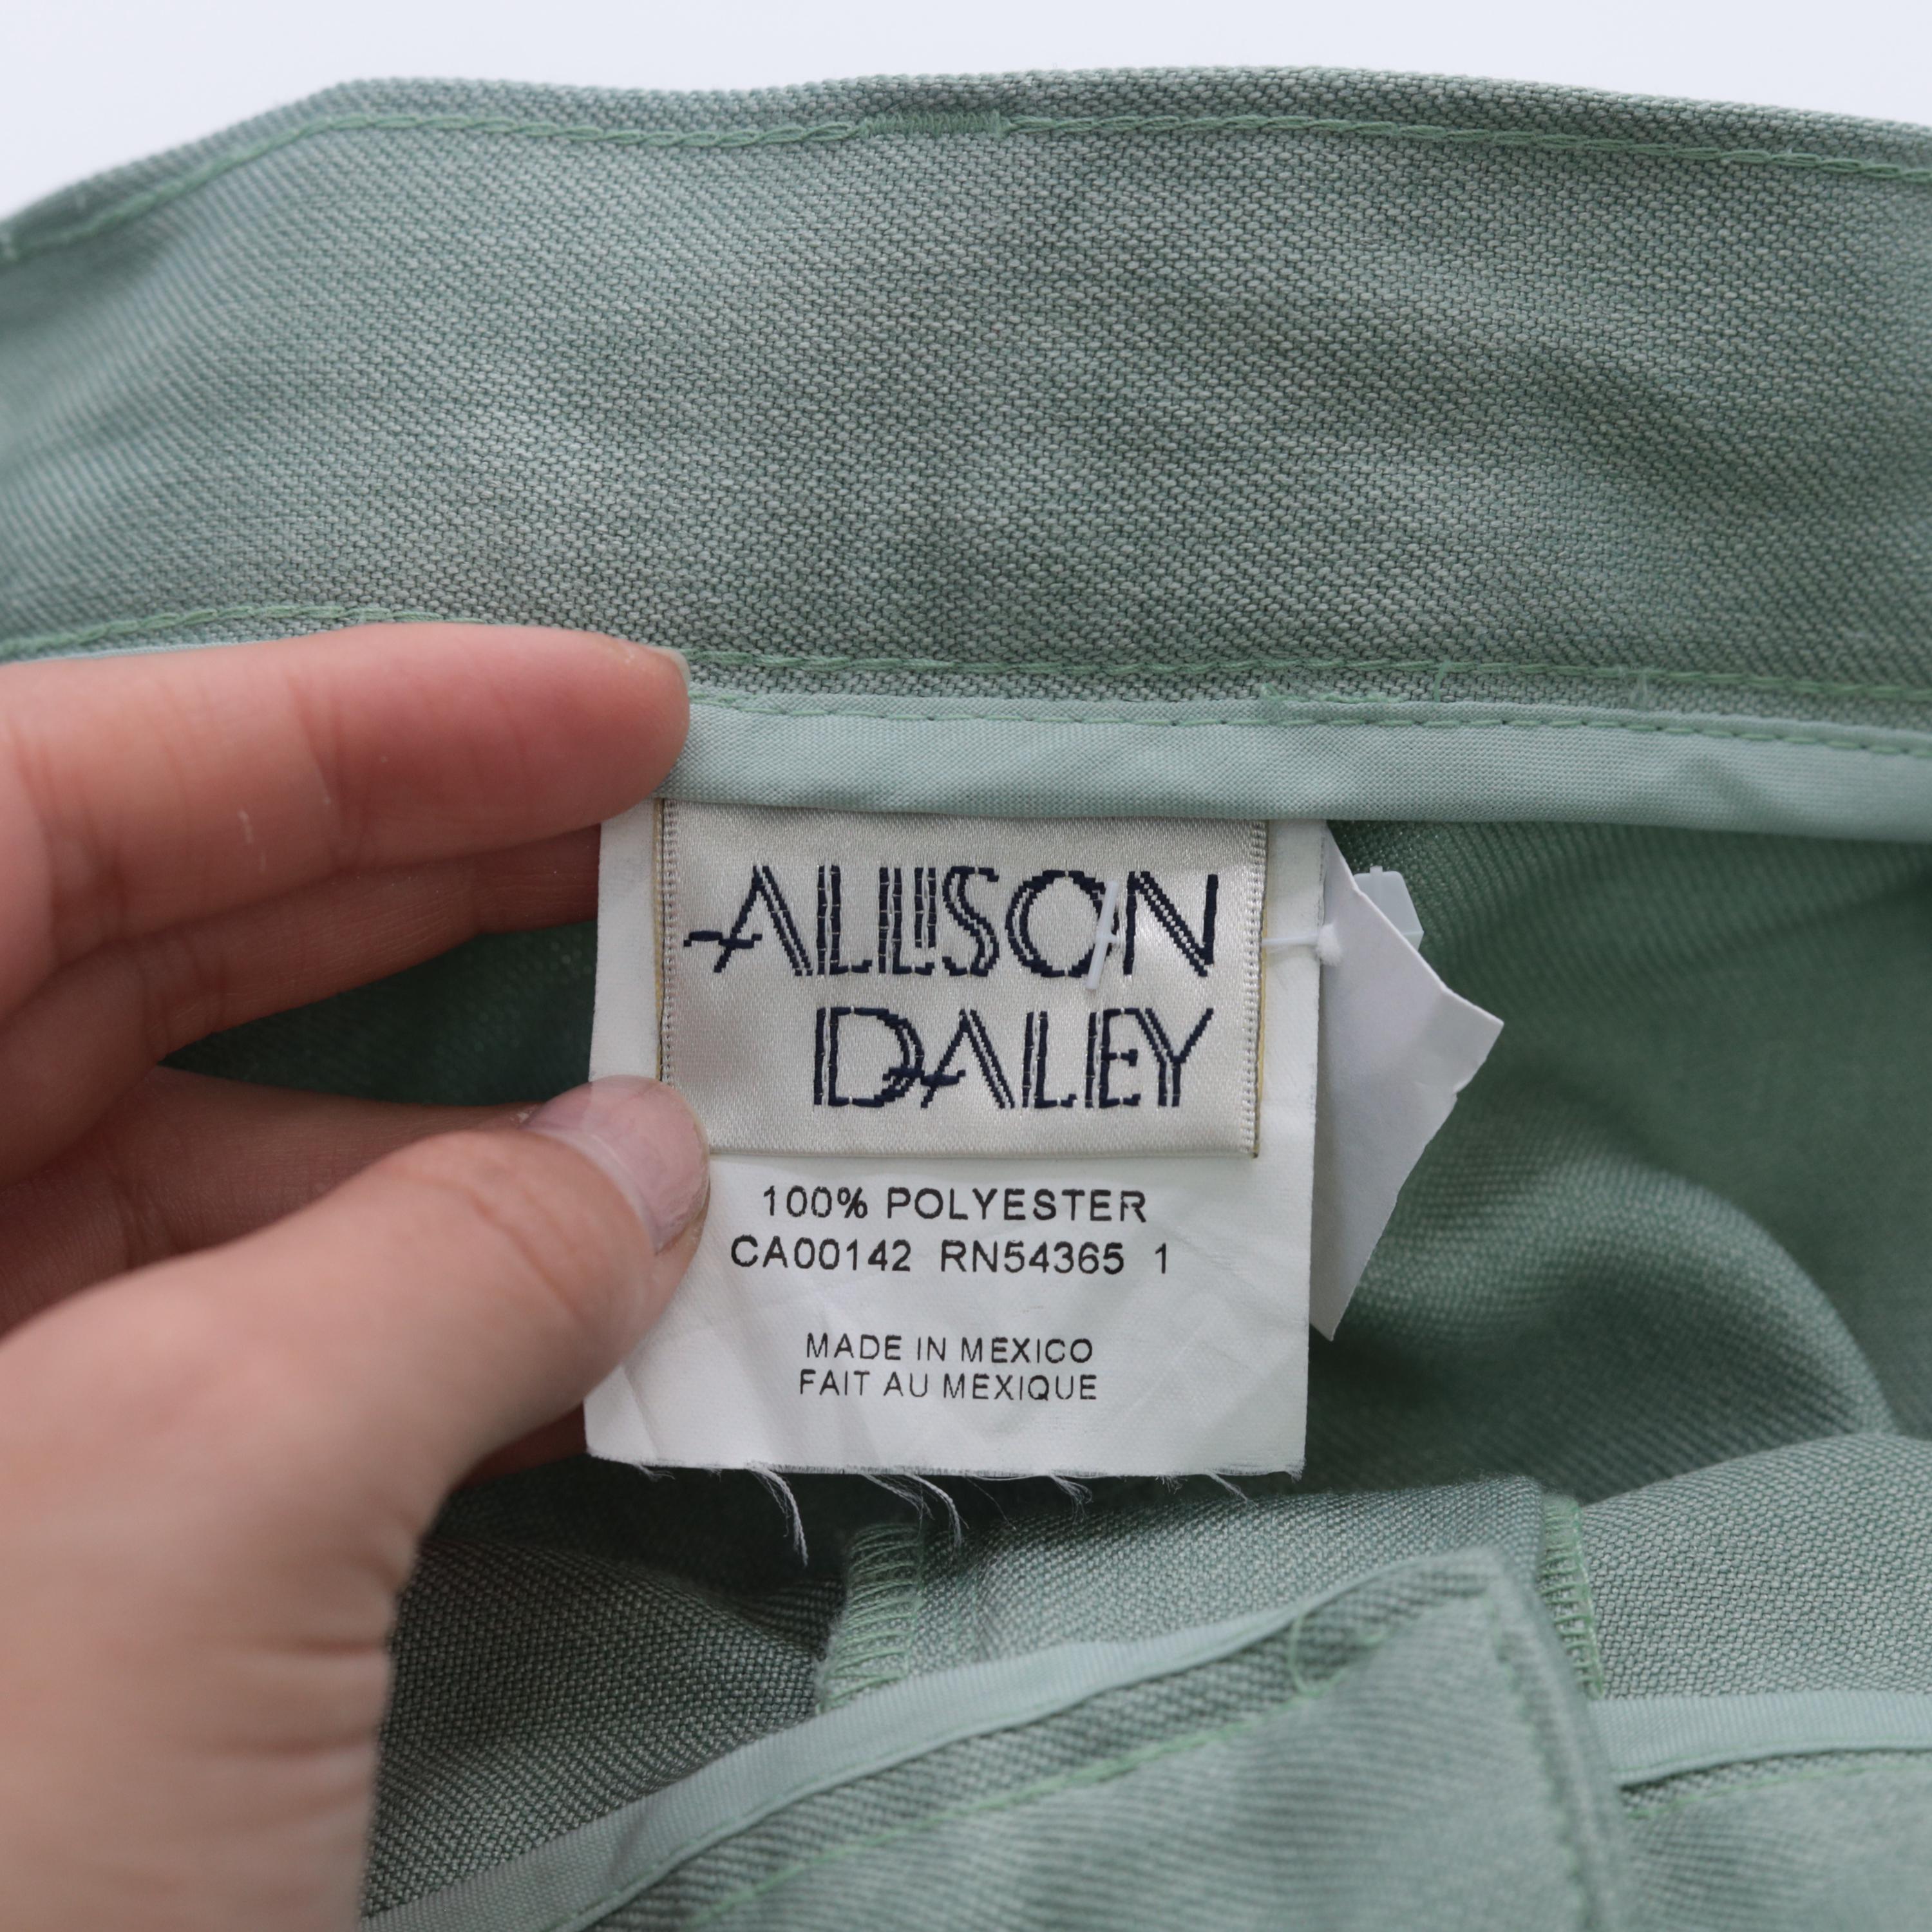 ALLISON
DALEY
100% POLYESTER
CA00142 RN54365 1
MADE IN MEXICO
FAIT AU MEXIQUE